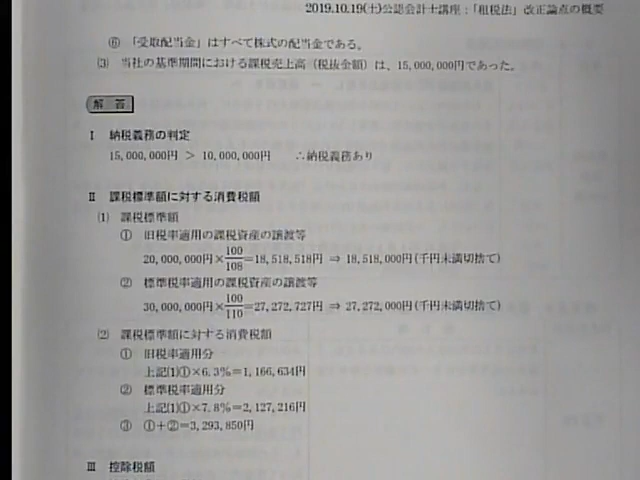 2019.10.19(土)公認会計士講座：「租税法」改正論点の概要
⑥ 「受取配当金」はすべて株式の配当金である。
(3) 当社の基準期間における課税売上高（税抜金額）は、15,000,000円であった。
解 答
Ⅰ 納税義務の判定
15,000,000円 > 10,000,000円 ∴納税義務あり
Ⅱ 課税標準額に対する消費税額
(1) 課税標準額
① 旧税率適用の課税資産の譲渡等
20,000,000円×100/108=18,518,518円 ⇒ 18,518,000円(千円未満切捨て)
② 標準税率適用の課税資産の譲渡等
30,000,000円×100/110=27,272,727円 ⇒ 27,272,000円(千円未満切捨て)
(2) 課税標準額に対する消費税額
① 旧税率適用分
上記(1)①×6.3%=1,166,634円
② 標準税率適用分
上記(1)①×7.8%=2,127,216円
③ ①+②=3,293,850円
Ⅲ 控除税額